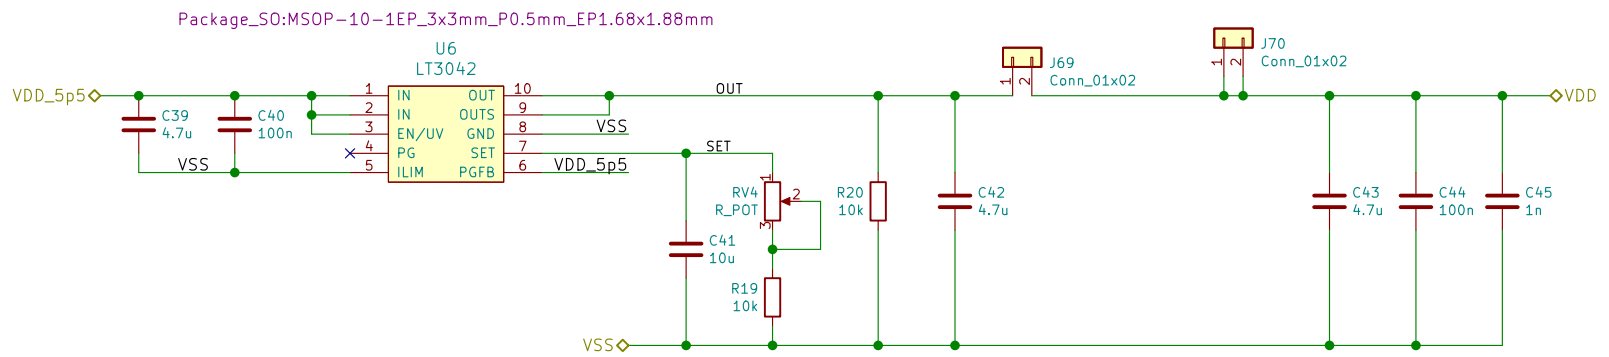 Package_SO:MSOP-10-1EP_3x3mm_P0.5mm_EP1.68x1.88mm
U6
LT3042
VDD_5p5
1 IN OUT 10
2 IN OUTS 9
3 EN/UV GND 8
4 PG SET 7
5 ILIM PGFB 6
C39
4.7u
C40
100n
VSS
OUT
VSS
SET
VDD_5p5
1
RV4
R_POT
2
3
C41
10u
R19
10k
R20
10k
C42
4.7u
J69
Conn_01x02
1
2
J70
Conn_01x02
1
2
VDD
C43
4.7u
C44
100n
C45
1n
VSS